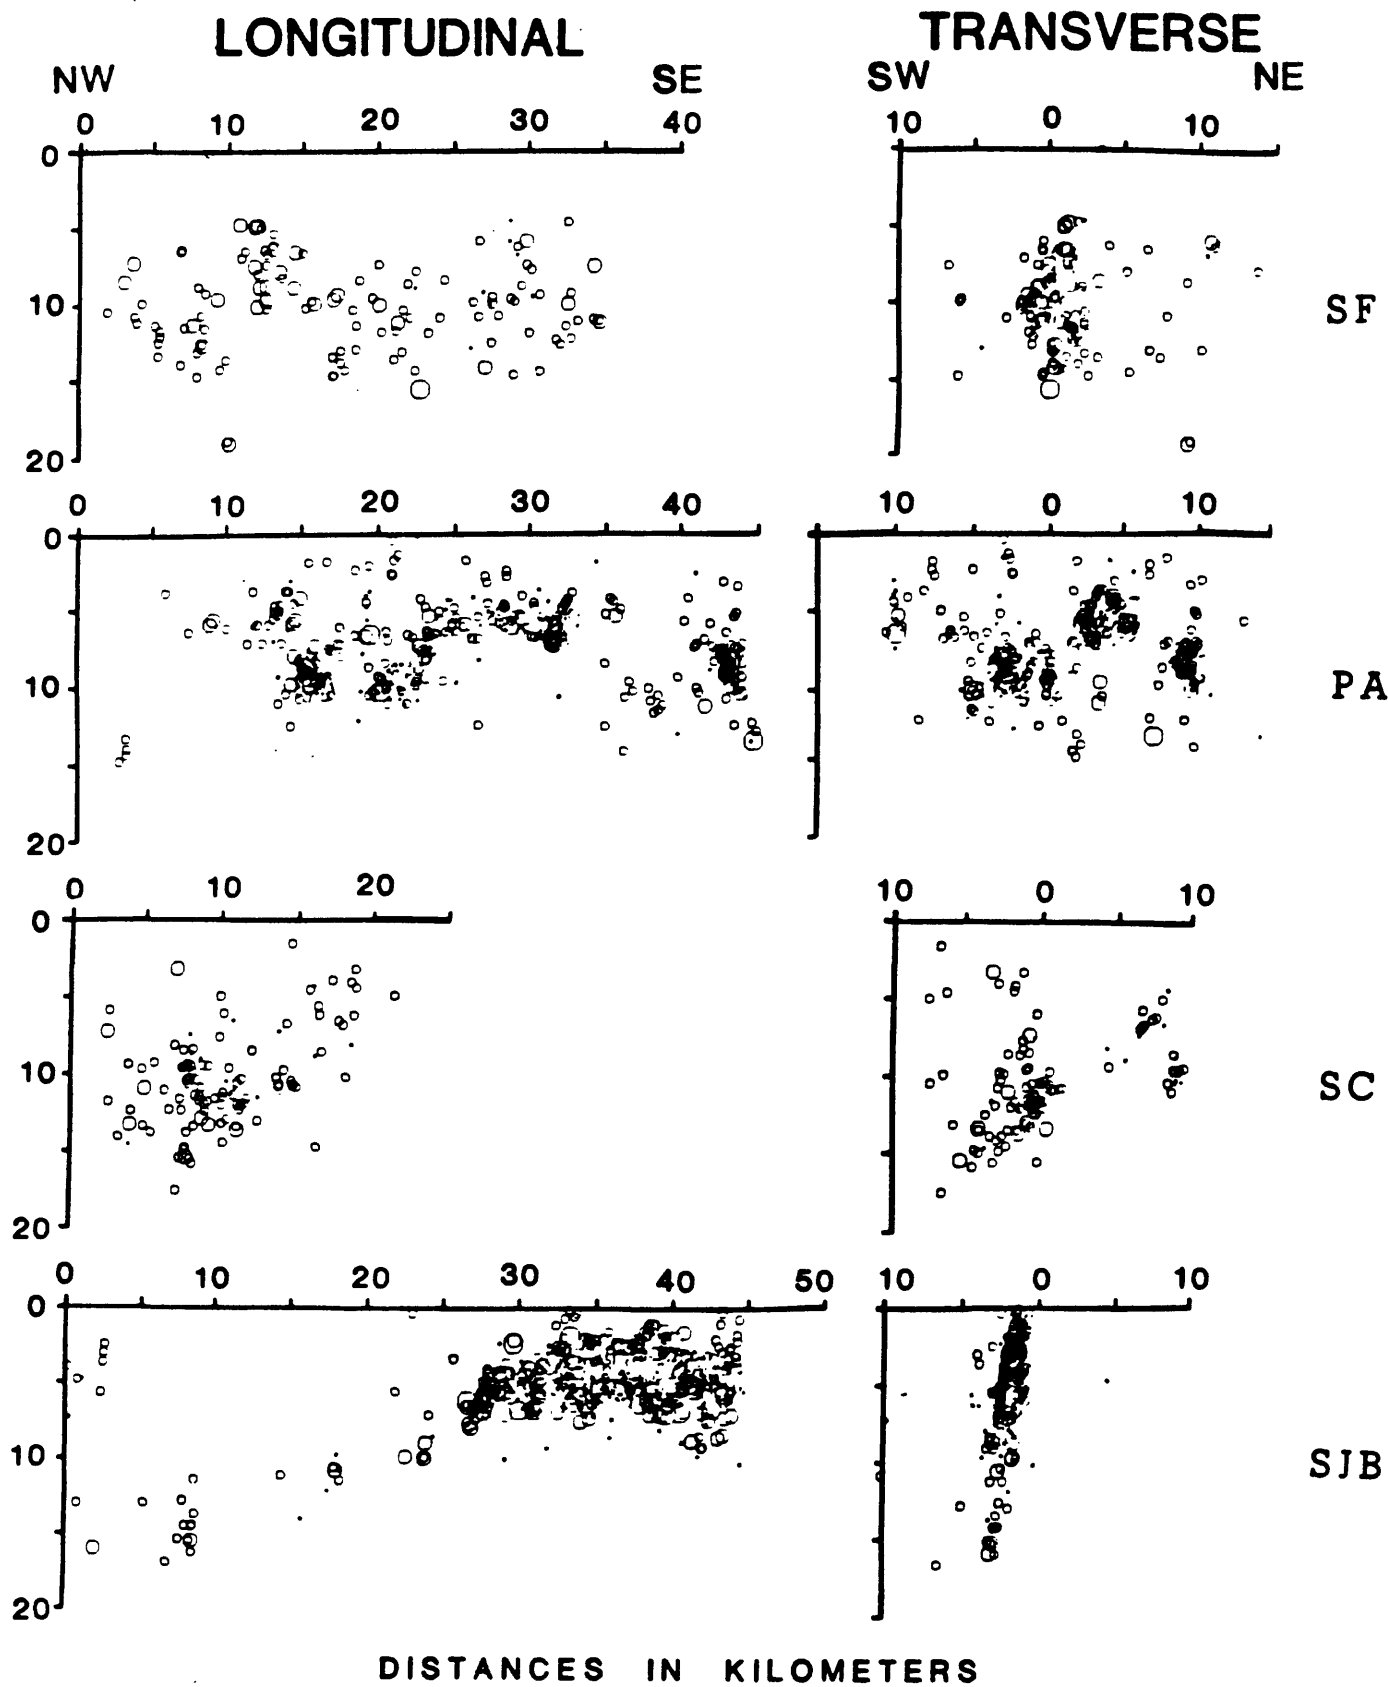 LONGITUDINAL TRANSVERSE
NW SE SW NE
0 10 20 30 40 10 0 10
0
10 SF
20
0 10 20 30 40 10 0 10
0
10 PA
20
0 10 20 10 0 10
0
10 SC
20
0 10 20 30 40 50 10 0 10
0
10 SJB
20
DISTANCES IN KILOMETERS